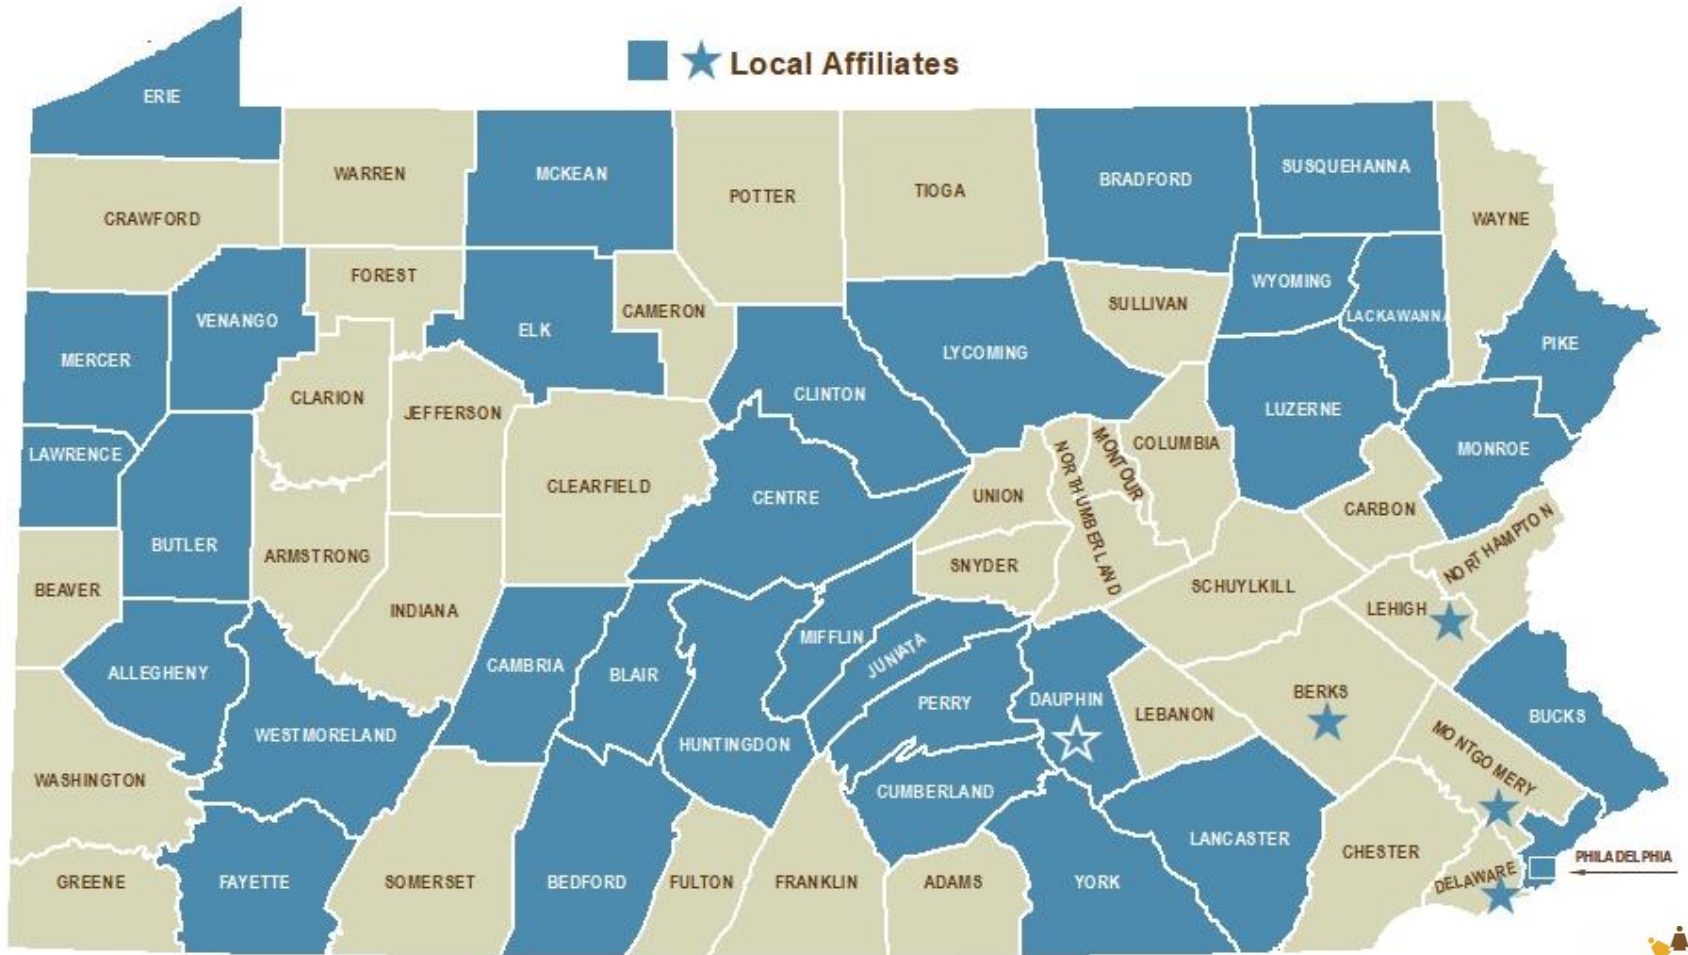 Local Affiliates
ERIE
WARREN
MCKEAN
POTTER
TIOGA
BRADFORD
SUSQUEHANNA
WAYNE
CRAWFORD
FOREST
CAMERON
SULLIVAN
WYOMING
LACKAWANNA
VENANGO
ELK
MERCER
LYCOMING
PIKE
CLARION
JEFFERSON
CLINTON
LUZERNE
LAWRENCE
COLUMBIA
MONTOUR
NORTHUMBERLAND
MONROE
CLEARFIELD
CENTRE
UNION
CARBON
BUTLER
ARMSTRONG
SNYDER
NORTHAMPTON
BEAVER
INDIANA
SCHUYLKILL
LEHIGH
ALLEGHENY
CAMBRIA
BLAIR
MIFFLIN
JUNIATA
PERRY
DAUPHIN
LEBANON
BERKS
BUCKS
WESTMORELAND
HUNTINGDON
MONTGOMERY
WASHINGTON
CUMBERLAND
LANCASTER
CHESTER
PHILADELPHIA
GREENE
FAYETTE
SOMERSET
BEDFORD
FULTON
FRANKLIN
ADAMS
YORK
DELAWARE